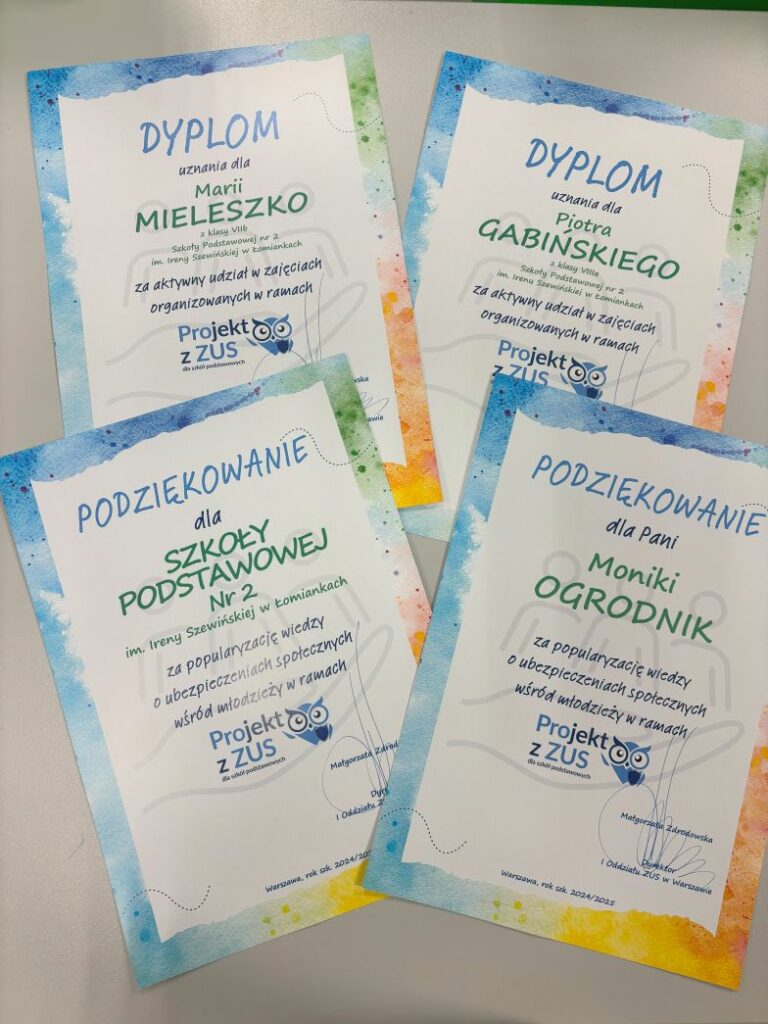 DYPLOM
uznania dla
Marii
MIELESZKO
z klasy VIIb
Szkoły Podstawowej nr 2
im. Ireny Szewińskiej w Łomiankach
za aktywny udział w zajęciach
organizowanych w ramach
Projekt
z ZUS
dla szkół podstawowych
DYPLOM
uznania dla
Piotra
GABIŃSKIEGO
z klasy VIIIa
Szkoły Podstawowej nr 2
im. Ireny Szewińskiej w Łomiankach
za aktywny udział w zajęciach
organizowanych w ramach
Projekt
z ZUS
PODZIĘKOWANIE
dla
SZKOŁY
PODSTAWOWEJ
Nr 2
im. Ireny Szewińskiej w Łomiankach
za popularyzację wiedzy
o ubezpieczeniach społecznych
wśród młodzieży w ramach
Projekt
z ZUS
dla szkół podstawowych
Małgorzata
I Oddziału
Warszawa, rok szk.
PODZIĘKOWANIE
dla Pani
Moniki
OGRODNIK
za popularyzację wiedzy
o ubezpieczeniach społecznych
wśród młodzieży w ramach
Projekt
z ZUS
dla szkół podstawowych
Małgorzata Zdrodowska
Dyrektor
I Oddziału ZUS w Warszawie
Warszawa, rok szk. 2024/2025